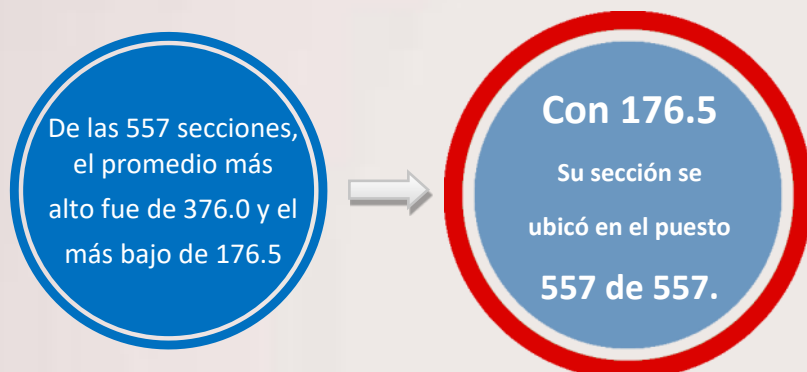 De las 557 secciones,
el promedio más
alto fue de 376.0 y el
más bajo de 176.5
Con 176.5
Su sección se
ubicó en el puesto
557 de 557.